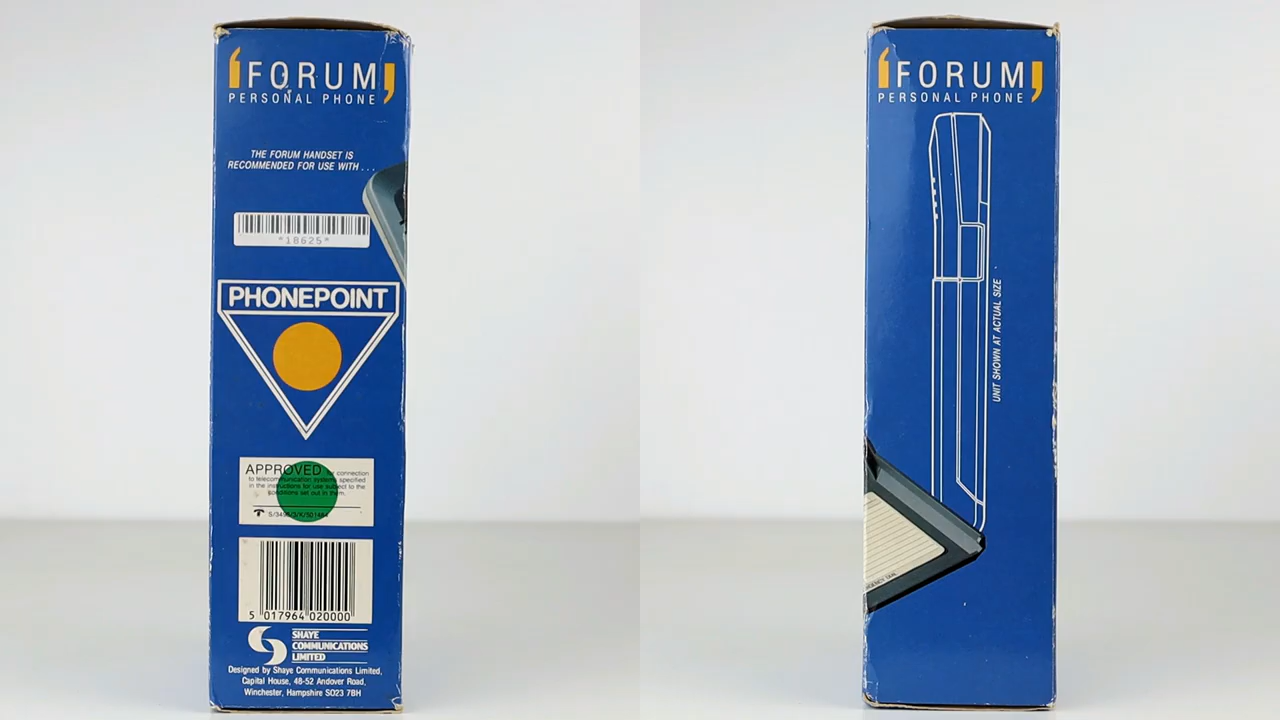 FORUM
PERSONAL PHONE
THE FORUM HANDSET IS
RECOMMENDED FOR USE WITH . . .
*18625*
PHONEPOINT
APPROVED for connection
to telecommunication systems specified
in the instructions for use subject to the
conditions set out in them.
5 017964 020000
SHAYE
COMMUNICATIONS
LIMITED
Designed by Shaye Communications Limited,
Capital House, 48-52 Andover Road,
Winchester, Hampshire SO23 7BH
FORUM
PERSONAL PHONE
UNIT SHOWN AT ACTUAL SIZE